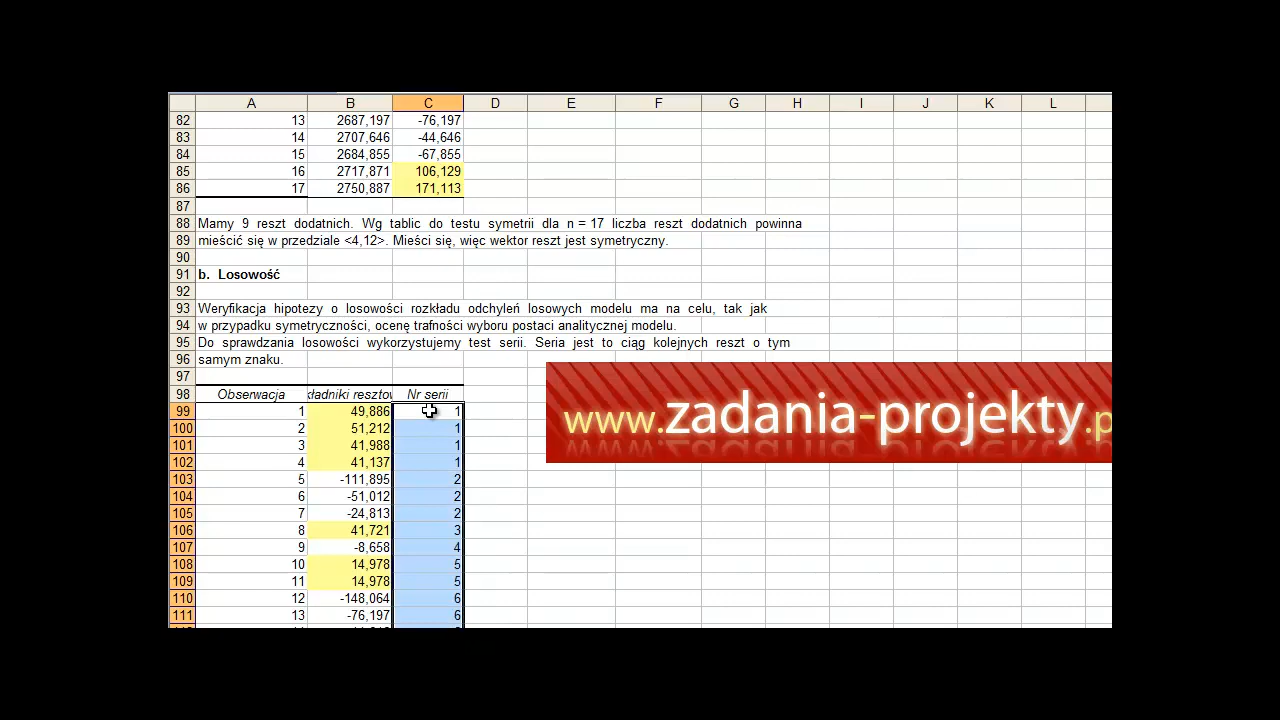 A B C D E F G H I J K L
82 13 2687,197 -76,197
83 14 2707,646 -44,646
84 15 2684,855 -67,855
85 16 2717,871 106,129
86 17 2750,887 171,113
87
88 Mamy 9 reszt dodatnich. Wg tablic do testu symetrii dla n = 17 liczba reszt dodatnich powinna
89 mieścić się w przedziale <4,12>. Mieści się, więc wektor reszt jest symetryczny.
90
91 b. Losowość
92
93 Weryfikacja hipotezy o losowości rozkładu odchyleń losowych modelu ma na celu, tak jak
94 w przypadku symetryczności, ocenę trafności wyboru postaci analitycznej modelu.
95 Do sprawdzania losowości wykorzystujemy test serii. Seria jest to ciąg kolejnych reszt o tym
96 samym znaku.
97
98 Obserwacja kładniki resztow Nr serii
99 1 49,886 1
100 2 51,212 1
101 3 41,988 1
102 4 41,137 1
103 5 -111,895 2
104 6 -51,012 2
105 7 -24,813 2
106 8 41,721 3
107 9 -8,658 4
108 10 14,978 5
109 11 14,978 5
110 12 -148,064 6
111 13 -76,197 6
www.zadania-projekty.p